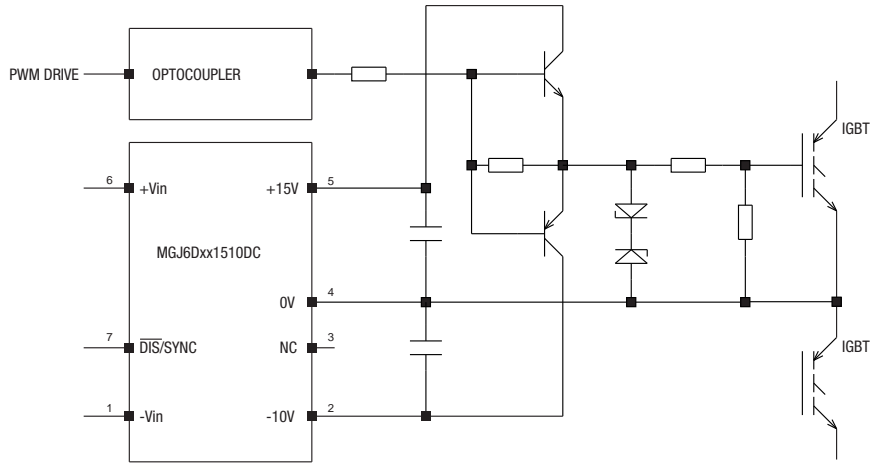 PWM DRIVE
OPTOCOUPLER
IGBT
6
+Vin
+15V
5
MGJ6Dxx1510DC
0V
4
7
DIS/SYNC
NC
3
IGBT
1
-Vin
-10V
2